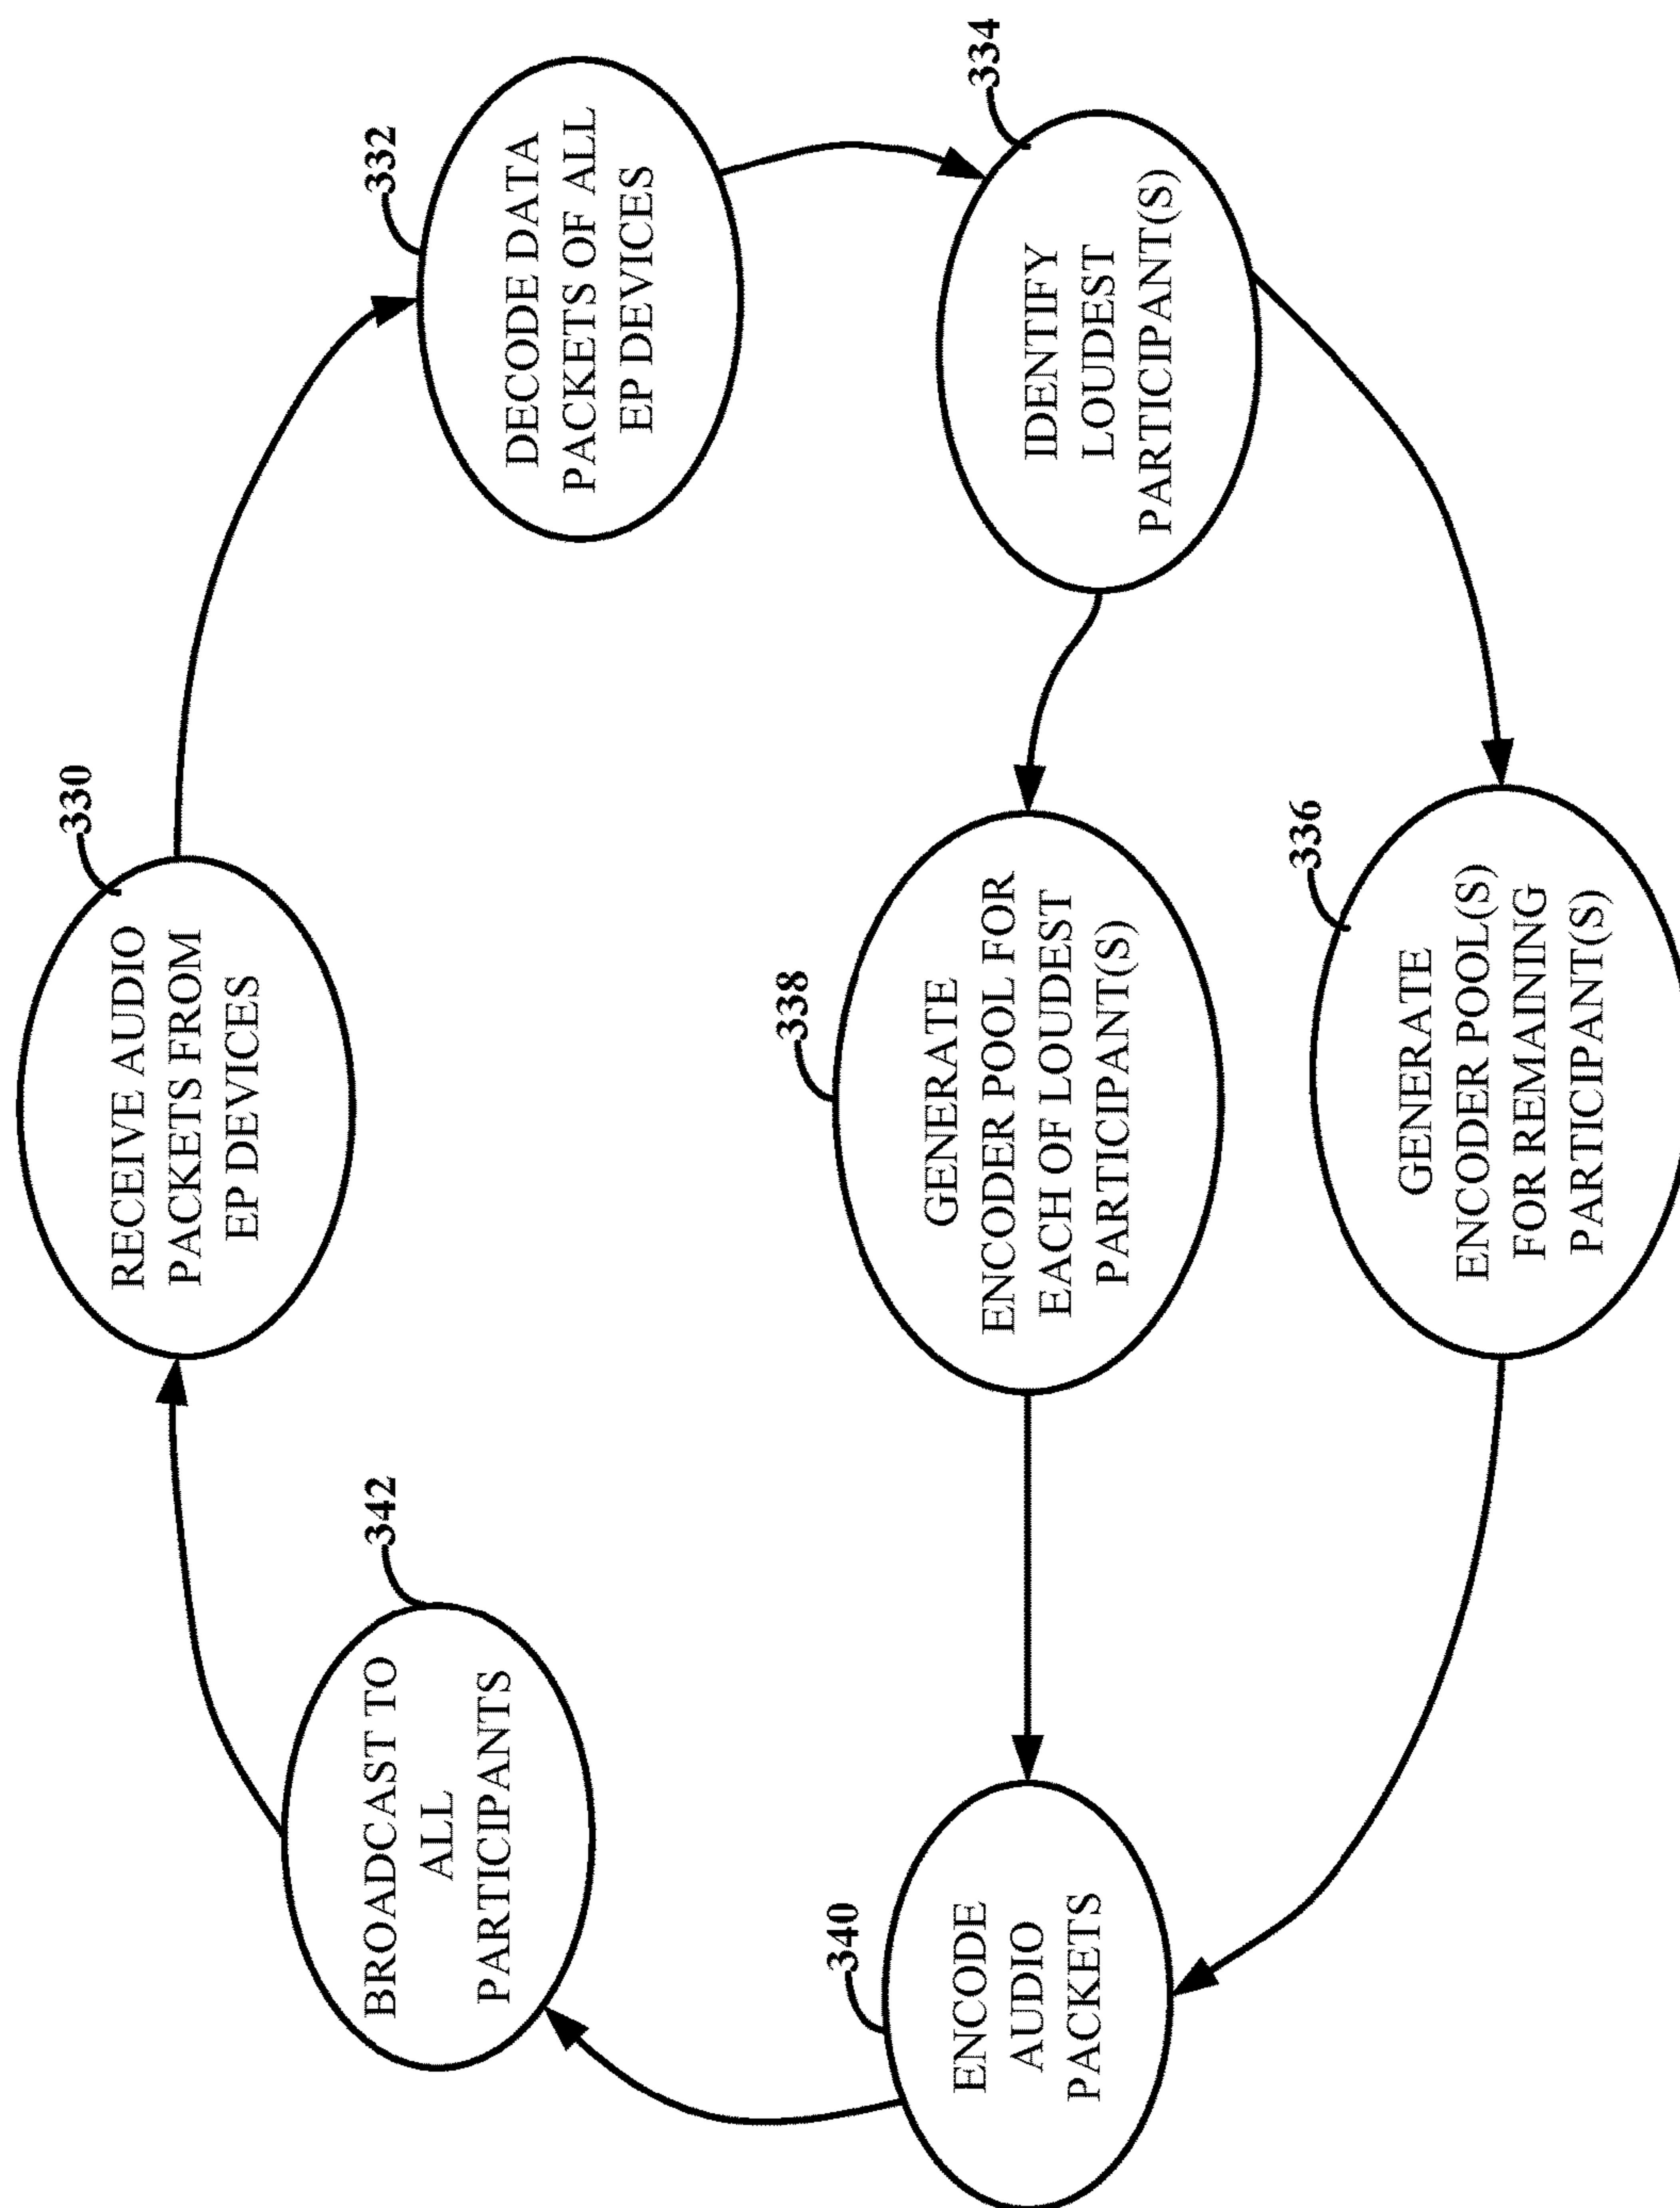 330
RECEIVE AUDIO
PACKETS FROM
EP DEVICES
332
DECODE DATA
PACKETS OF ALL
EP DEVICES
334
IDENTIFY
LOUDEST
PARTICIPANT(S)
338
GENERATE
ENCODER POOL FOR
EACH OF LOUDEST
PARTICIPANT(S)
336
GENERATE
ENCODER POOL(S)
FOR REMAINING
PARTICIPANT(S)
340
ENCODE
AUDIO
PACKETS
342
BROADCAST TO
ALL
PARTICIPANTS